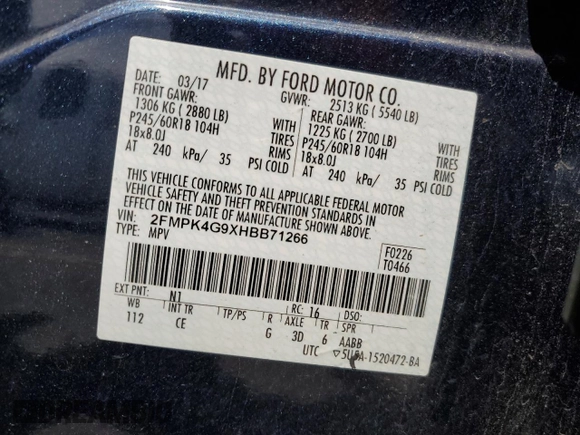 MFD. BY FORD MOTOR CO.
DATE: 03/17 GVWR: 2513 KG ( 5540 LB)
FRONT GAWR: REAR GAWR:
1306 KG ( 2880 LB) WITH 1225 KG ( 2700 LB) WITH
P245/60R18 104H TIRES P245/60R18 104H TIRES
18x8.0J RIMS 18x8.0J RIMS
AT 240 kPa/ 35 PSI COLD AT 240 kPa/ 35 PSI COLD
THIS VEHICLE CONFORMS TO ALL APPLICABLE FEDERAL MOTOR
VEHICLE SAFETY AND THEFT PREVENTION STANDARDS IN
EFFECT ON THE DATE OF MANUFACTURE SHOWN ABOVE.
VIN: 2FMPK4G9XHBB71266 F0226
TYPE: MPV T0466
EXT PNT: N1 RC: 16 DSO:
WB INT TR TP/PS R AXLE TR SPR
112 CE G 3D 6 AABB
UTC ▽5U5A-1520472-BA